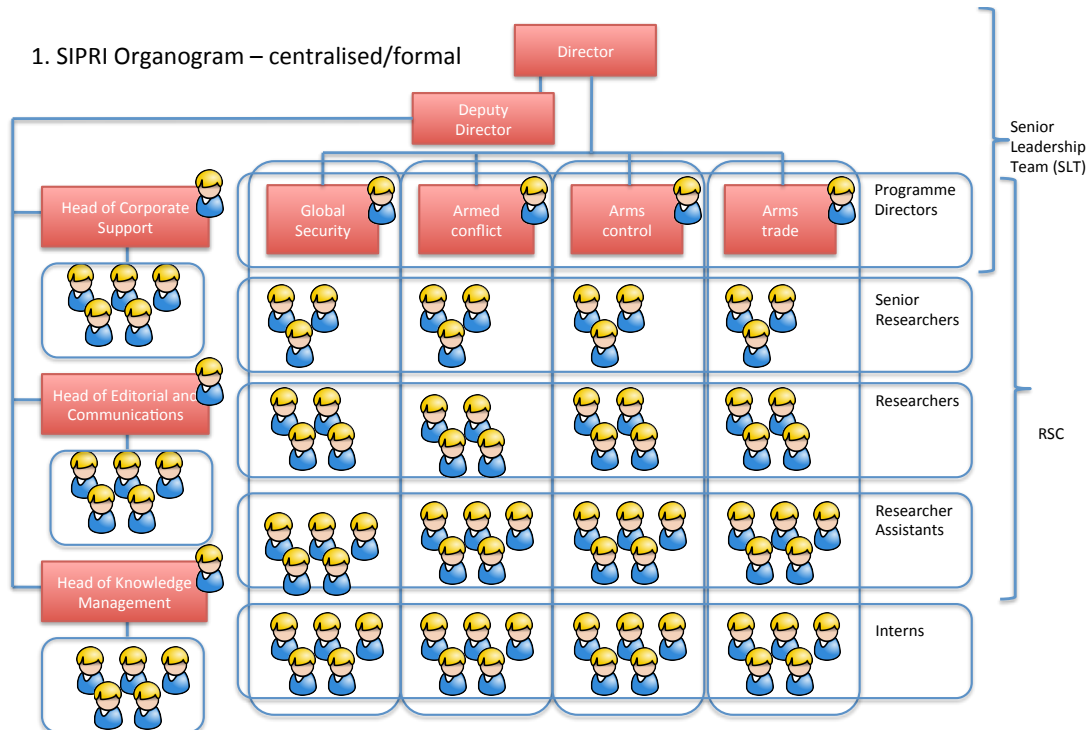 1. SIPRI Organogram – centralised/formal
Director
Deputy
Director
Senior
Leadership
Team (SLT)
Head of Corporate
Support
Global
Security
Armed
conflict
Arms
control
Arms
trade
Programme
Directors
Senior
Researchers
Head of Editorial and
Communications
Researchers
RSC
Researcher
Assistants
Head of Knowledge
Management
Interns